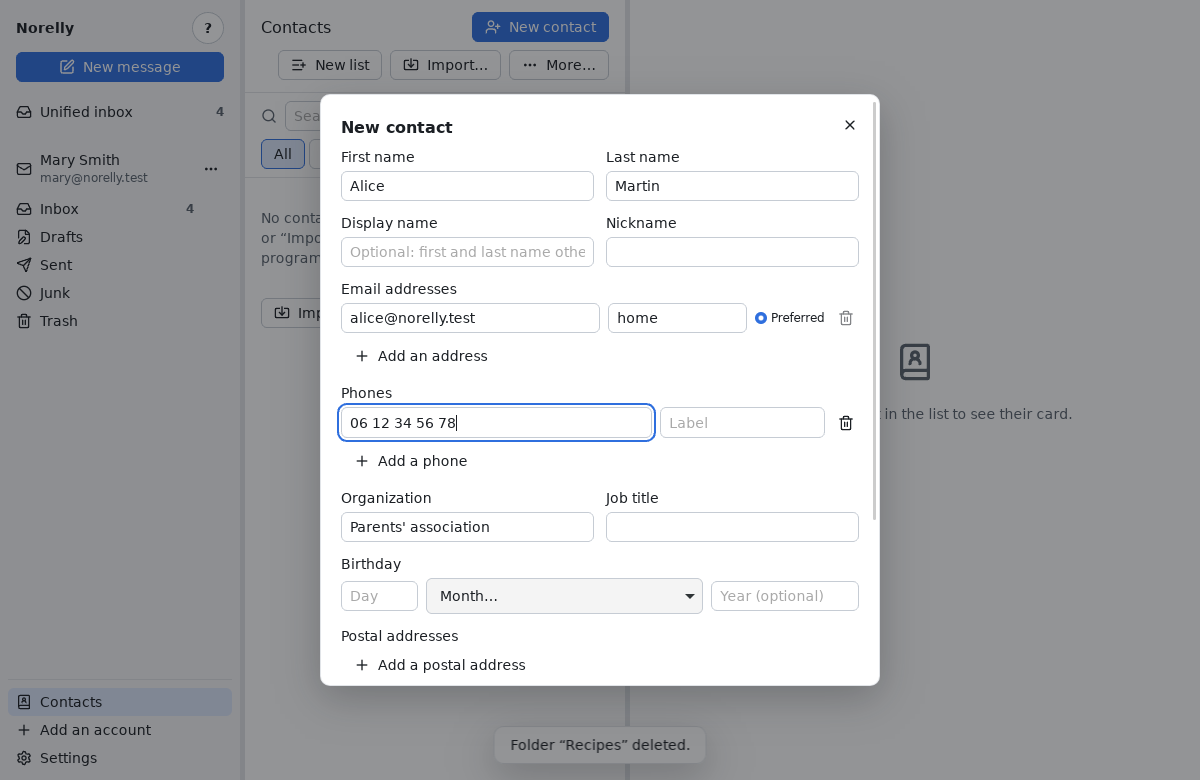 Norelly
?
New message
Unified inbox
4
Mary Smith
mary@norelly.test
Inbox
4
Drafts
Sent
Junk
Trash
Contacts
Add an account
Settings
Contacts
New contact
New list
Import…
More…
Sea
All
No conta
or “Impo
program
Imp
in the list to see their card.
New contact
First name
Last name
Alice
Martin
Display name
Nickname
Optional: first and last name othe
Email addresses
alice@norelly.test
home
Preferred
Add an address
Phones
06 12 34 56 78
Label
Add a phone
Organization
Job title
Parents' association
Birthday
Day
Month…
Year (optional)
Postal addresses
Add a postal address
Folder “Recipes” deleted.